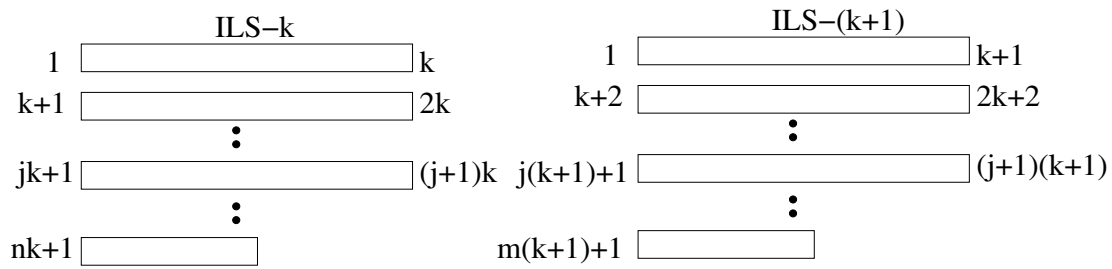 ILS−k
1 k
k+1 2k
jk+1 (j+1)k
nk+1
ILS−(k+1)
1 k+1
k+2 2k+2
j(k+1)+1 (j+1)(k+1)
m(k+1)+1